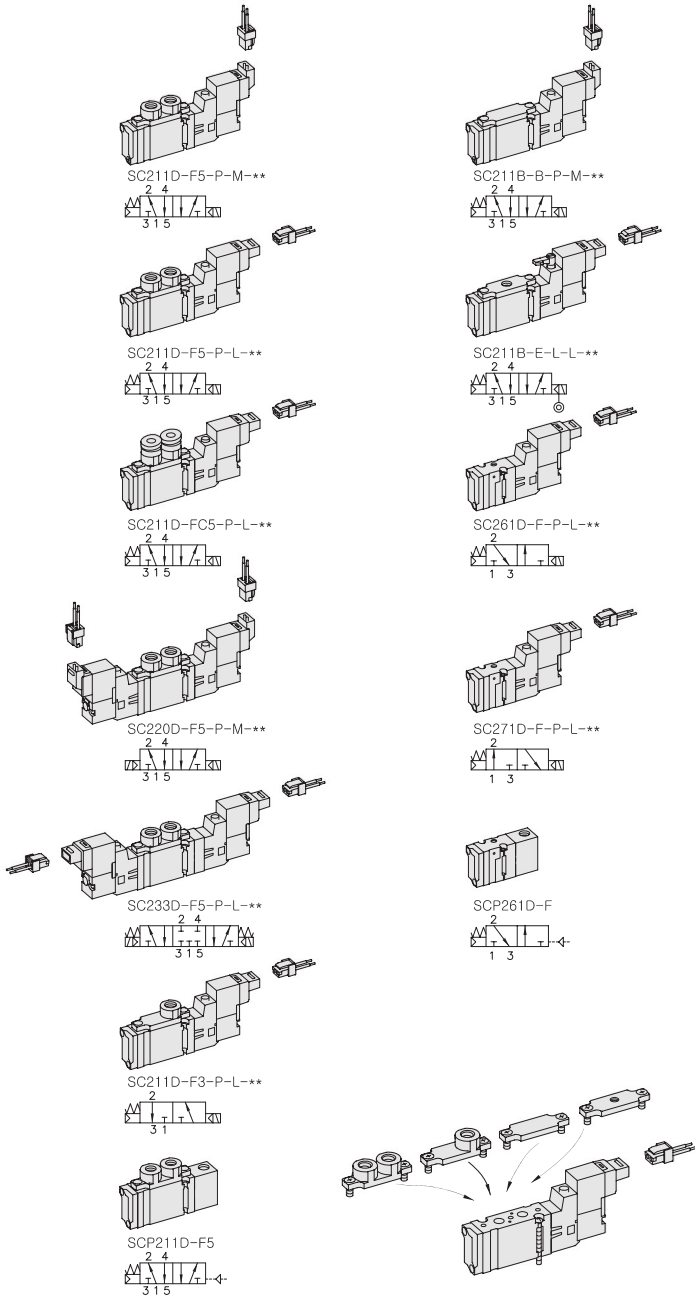 SC211D-F5-P-M-**
2 4
3 1 5
SC211D-F5-P-L-**
2 4
3 1 5
SC211D-FC5-P-L-**
2 4
3 1 5
SC220D-F5-P-M-**
2 4
3 1 5
SC233D-F5-P-L-**
2 4
3 1 5
SC211D-F3-P-L-**
2
3 1
SCP211D-F5
2 4
3 1 5
SC211B-B-P-M-**
2 4
3 1 5
SC211B-E-L-L-**
2 4
3 1 5
SC261D-F-P-L-**
2
1 3
SC271D-F-P-L-**
2
1 3
SCP261D-F
2
1 3